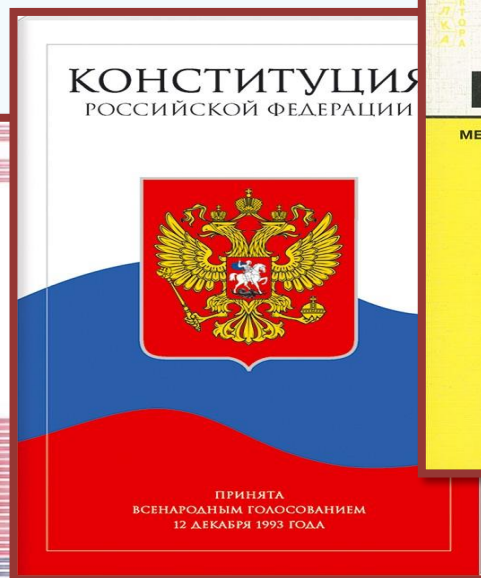 КОНСТИТУЦИЯ
РОССИЙСКОЙ ФЕДЕРАЦИИ
ПРИНЯТА
ВСЕНАРОДНЫМ ГОЛОСОВАНИЕМ
12 ДЕКАБРЯ 1993 ГОДА